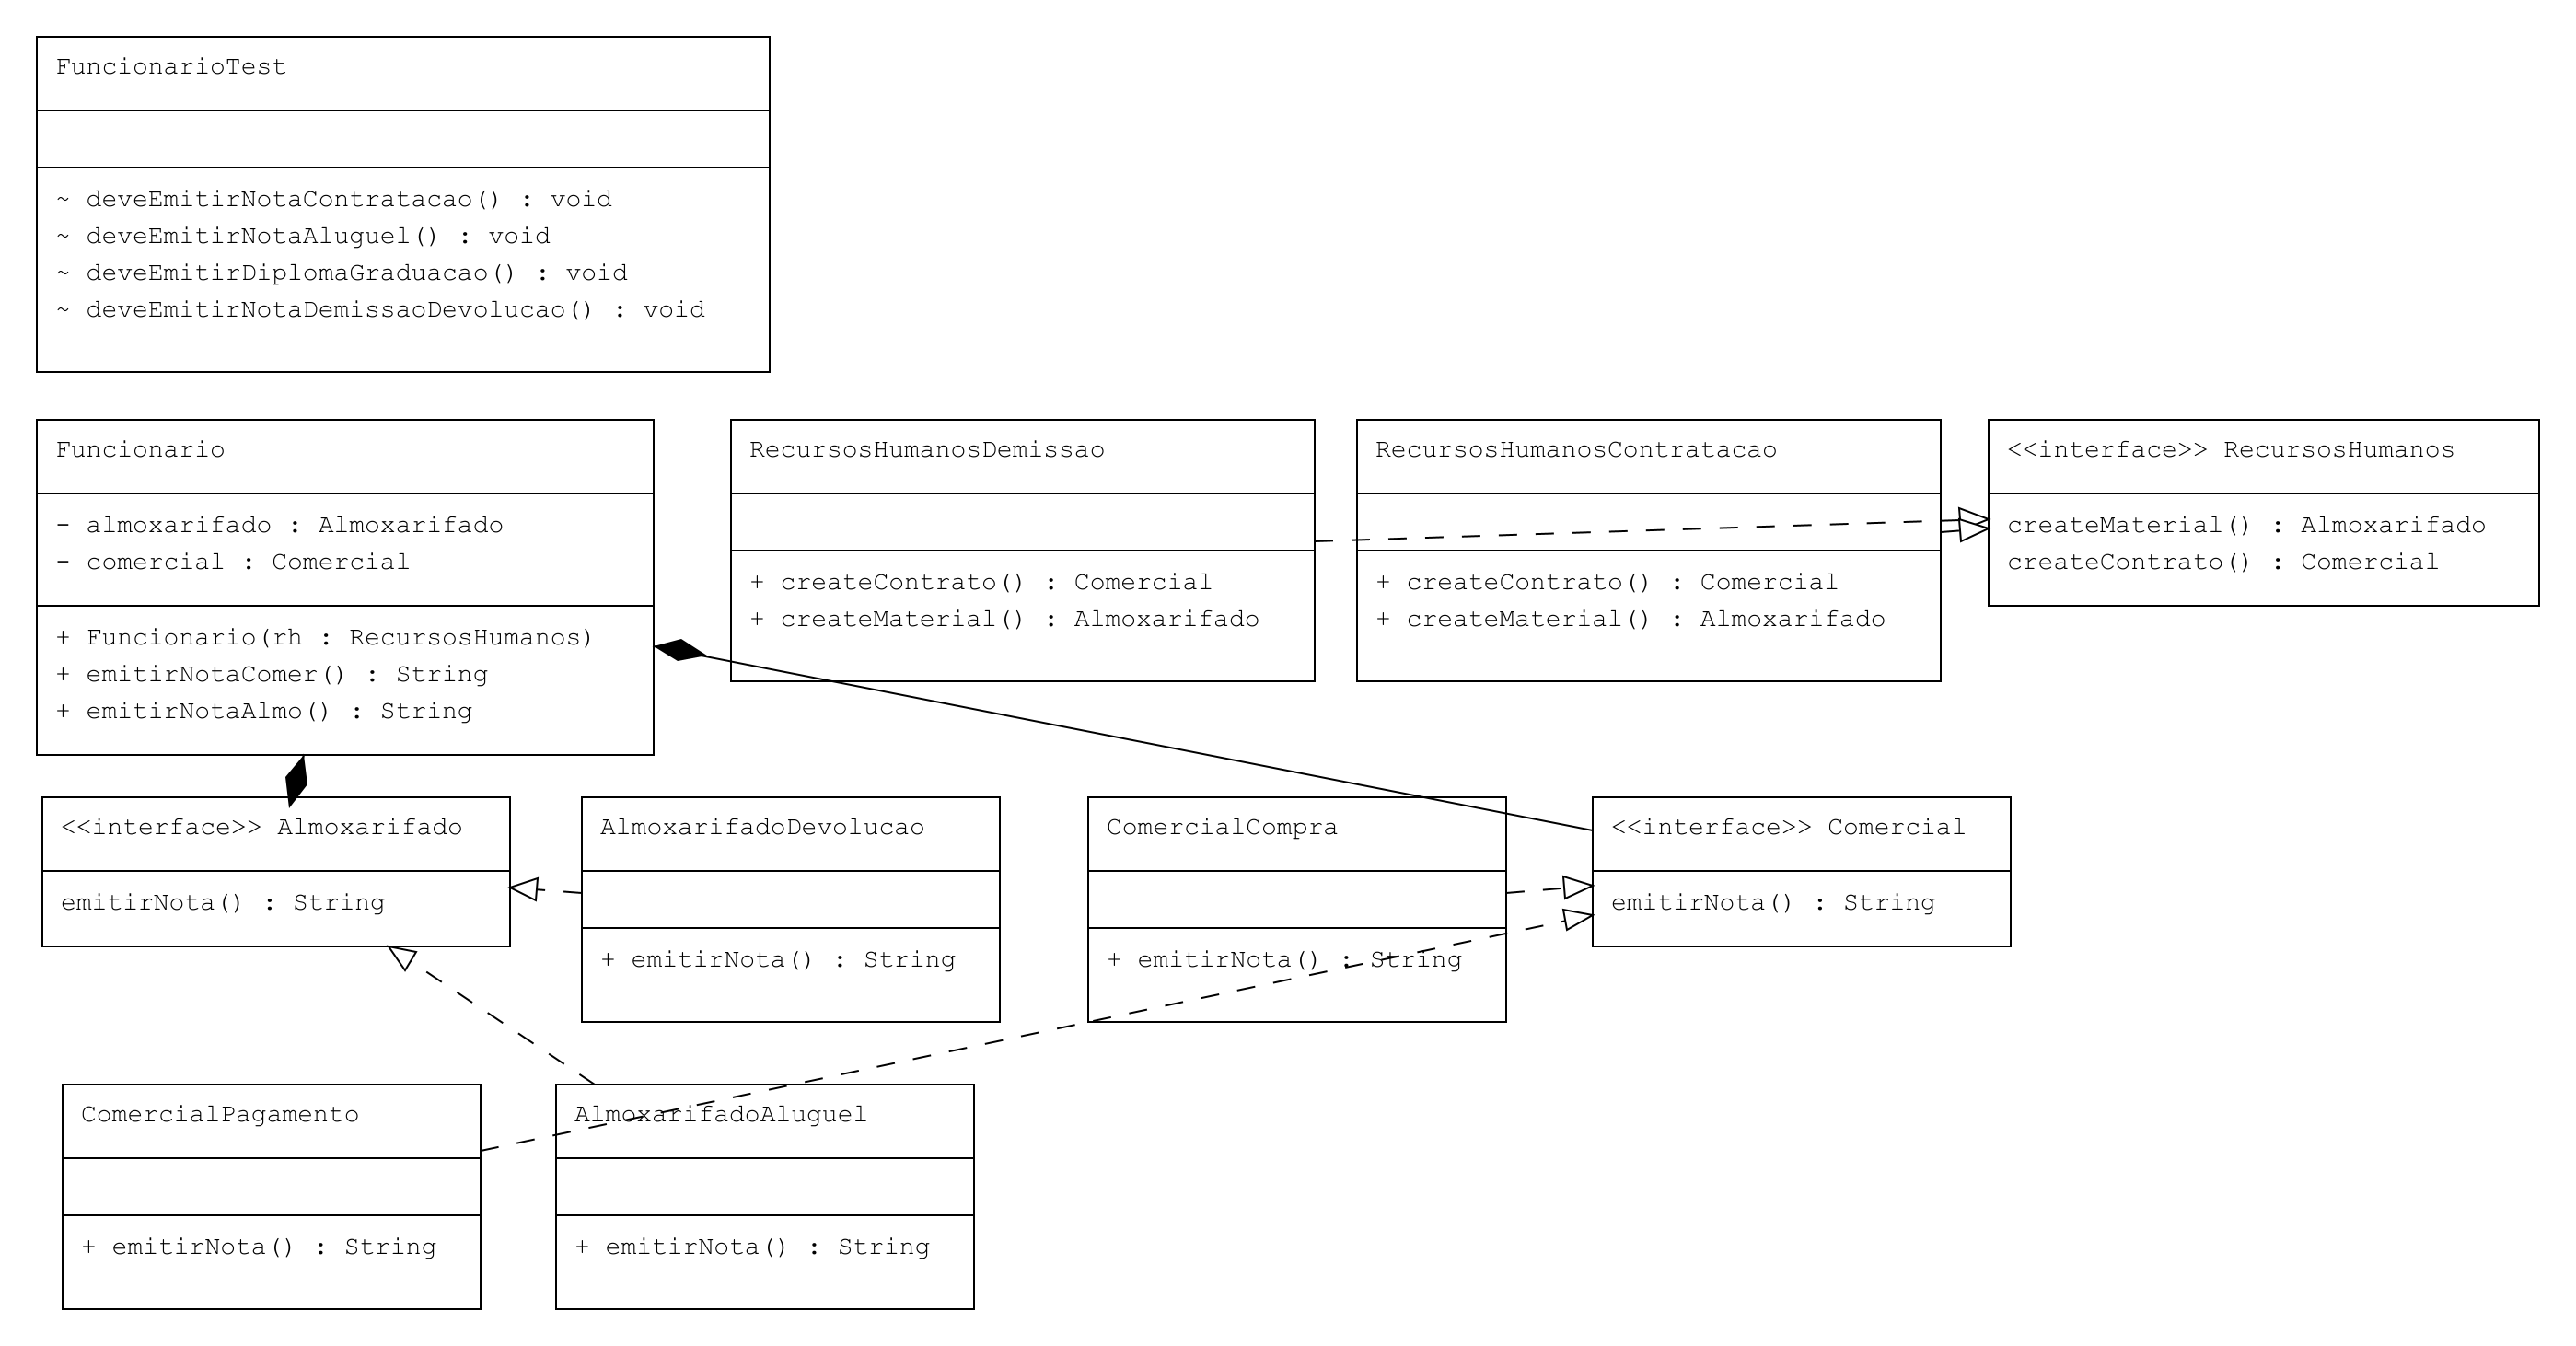 FuncionarioTest
~ deveEmitirNotaContratacao() : void
~ deveEmitirNotaAluguel() : void
~ deveEmitirDiplomaGraduacao() : void
~ deveEmitirNotaDemissaoDevolucao() : void
Funcionario
- almoxarifado : Almoxarifado
- comercial : Comercial
+ Funcionario(rh : RecursosHumanos)
+ emitirNotaComer() : String
+ emitirNotaAlmo() : String
RecursosHumanosDemissao
+ createContrato() : Comercial
+ createMaterial() : Almoxarifado
RecursosHumanosContratacao
+ createContrato() : Comercial
+ createMaterial() : Almoxarifado
<<interface>> RecursosHumanos
createMaterial() : Almoxarifado
createContrato() : Comercial
<<interface>> Almoxarifado
emitirNota() : String
AlmoxarifadoDevolucao
+ emitirNota() : String
ComercialCompra
+ emitirNota() : String
<<interface>> Comercial
emitirNota() : String
ComercialPagamento
+ emitirNota() : String
AlmoxarifadoAluguel
+ emitirNota() : String